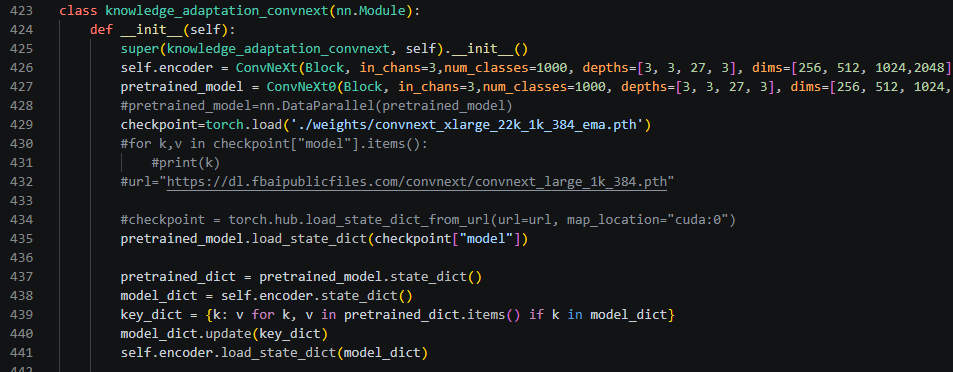 423 class knowledge_adaptation_convnext(nn.Module):
424     def __init__(self):
425         super(knowledge_adaptation_convnext, self).__init__()
426         self.encoder = ConvNeXt(Block, in_chans=3,num_classes=1000, depths=[3, 3, 27, 3], dims=[256, 512, 1024,2048]
427         pretrained_model = ConvNeXt0(Block, in_chans=3,num_classes=1000, depths=[3, 3, 27, 3], dims=[256, 512, 1024,
428         #pretrained_model=nn.DataParallel(pretrained_model)
429         checkpoint=torch.load('./weights/convnext_xlarge_22k_1k_384_ema.pth')
430         #for k,v in checkpoint["model"].items():
431             #print(k)
432         #url="https://dl.fbaipublicfiles.com/convnext/convnext_large_1k_384.pth"
433
434         #checkpoint = torch.hub.load_state_dict_from_url(url=url, map_location="cuda:0")
435         pretrained_model.load_state_dict(checkpoint["model"])
436
437         pretrained_dict = pretrained_model.state_dict()
438         model_dict = self.encoder.state_dict()
439         key_dict = {k: v for k, v in pretrained_dict.items() if k in model_dict}
440         model_dict.update(key_dict)
441         self.encoder.load_state_dict(model_dict)
442